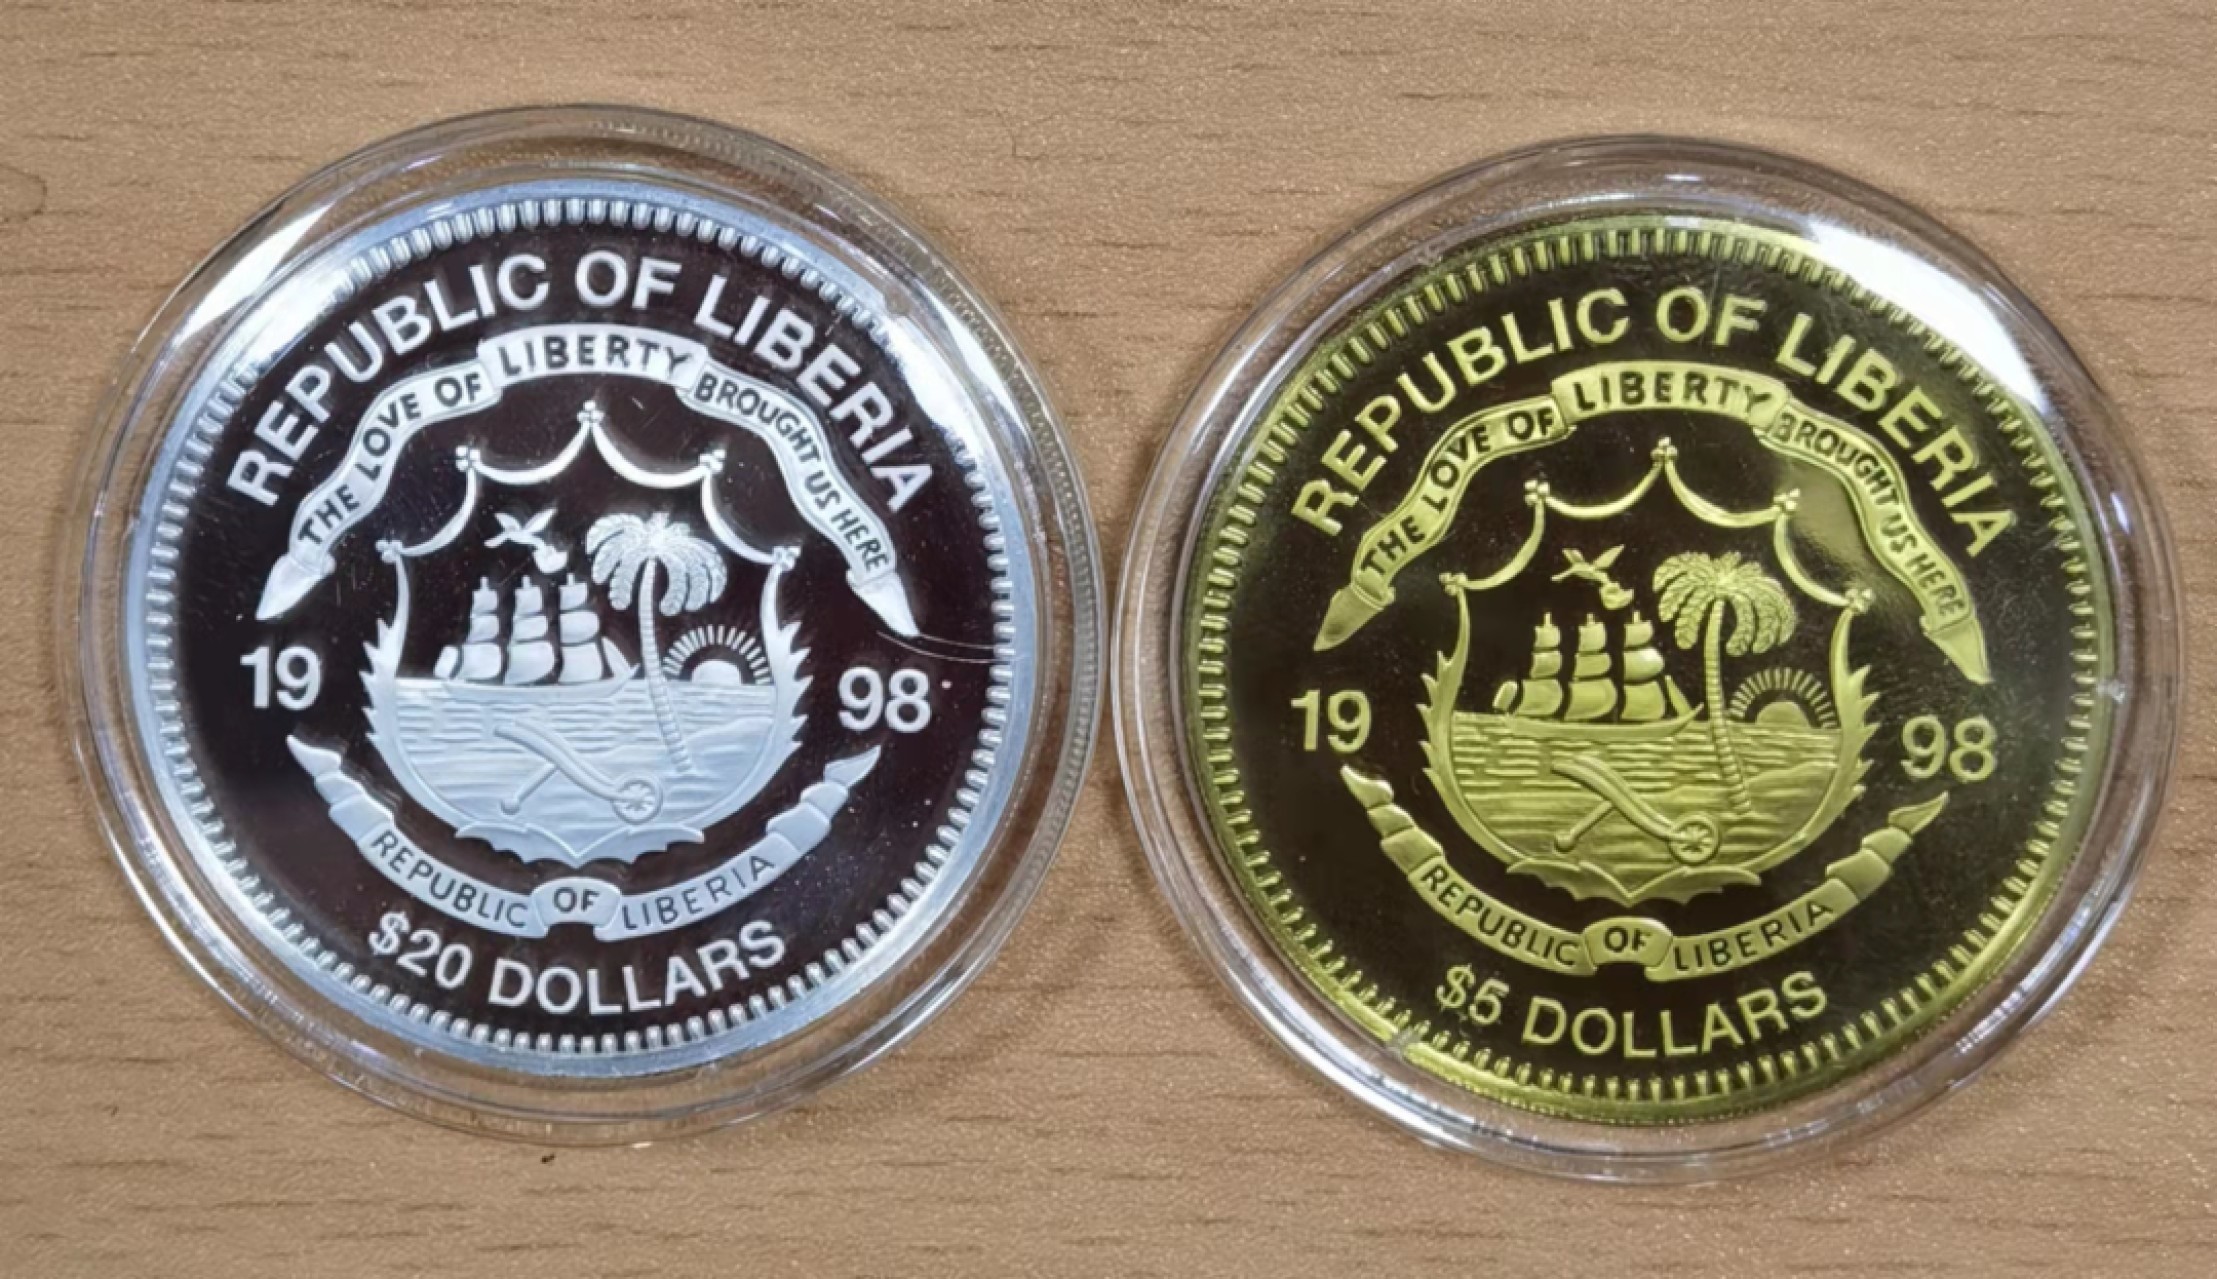 REPUBLIC OF LIBERIA
THE LOVE OF LIBERTY BROUGHT US HERE
19 98
REPUBLIC OF LIBERIA
$20 DOLLARS
REPUBLIC OF LIBERIA
THE LOVE OF LIBERTY BROUGHT US HERE
19 98
REPUBLIC OF LIBERIA
$5 DOLLARS